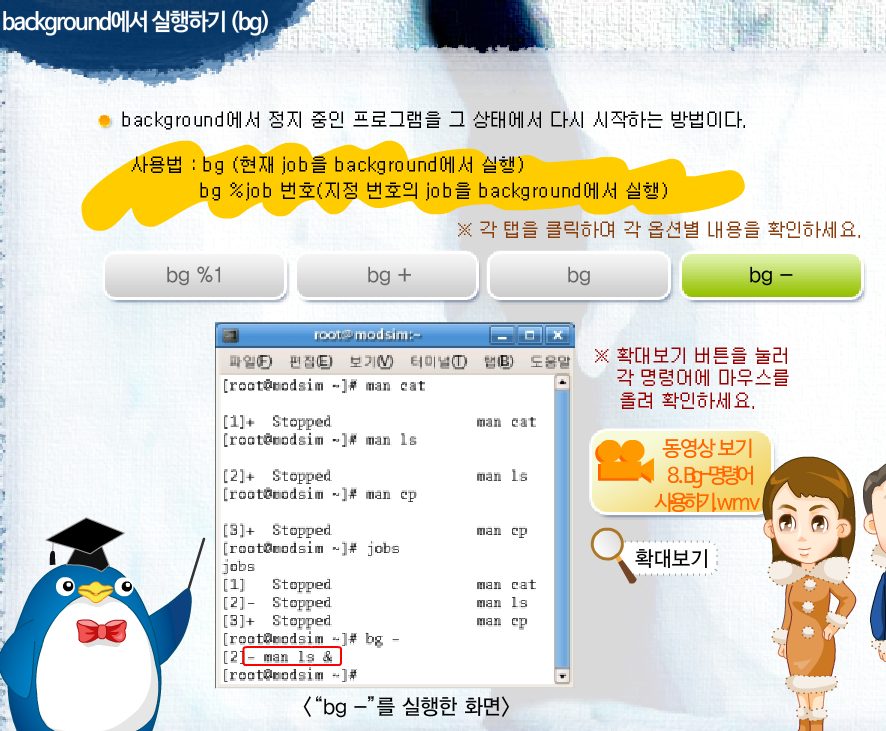 background에서 실행하기 (bg)
background에서 정지 중인 프로그램을 그 상태에서 다시 시작하는 방법이다.
사용법 : bg (현재 job을 background에서 실행)
bg %job 번호(지정 번호의 job을 background에서 실행)
※ 각 탭을 클릭하여 각 옵션별 내용을 확인하세요.
bg %1
bg +
bg
bg -
root@modsim:~
파일(F) 편집(E) 보기(V) 터미널(T) 탭(B) 도움말
[root@modsim ~]# man cat
[1]+  Stopped                 man cat
[root@modsim ~]# man ls
[2]+  Stopped                 man ls
[root@modsim ~]# man cp
[3]+  Stopped                 man cp
[root@modsim ~]# jobs
jobs
[1]   Stopped                 man cat
[2]-  Stopped                 man ls
[3]+  Stopped                 man cp
[root@modsim ~]# bg -
[2]- man ls &
[root@modsim ~]#
〈“bg -”를 실행한 화면〉
※ 확대보기 버튼을 눌러
각 명령어에 마우스를
올려 확인하세요.
동영상 보기
8.Bg-명령어
사용하기.wmv
확대보기